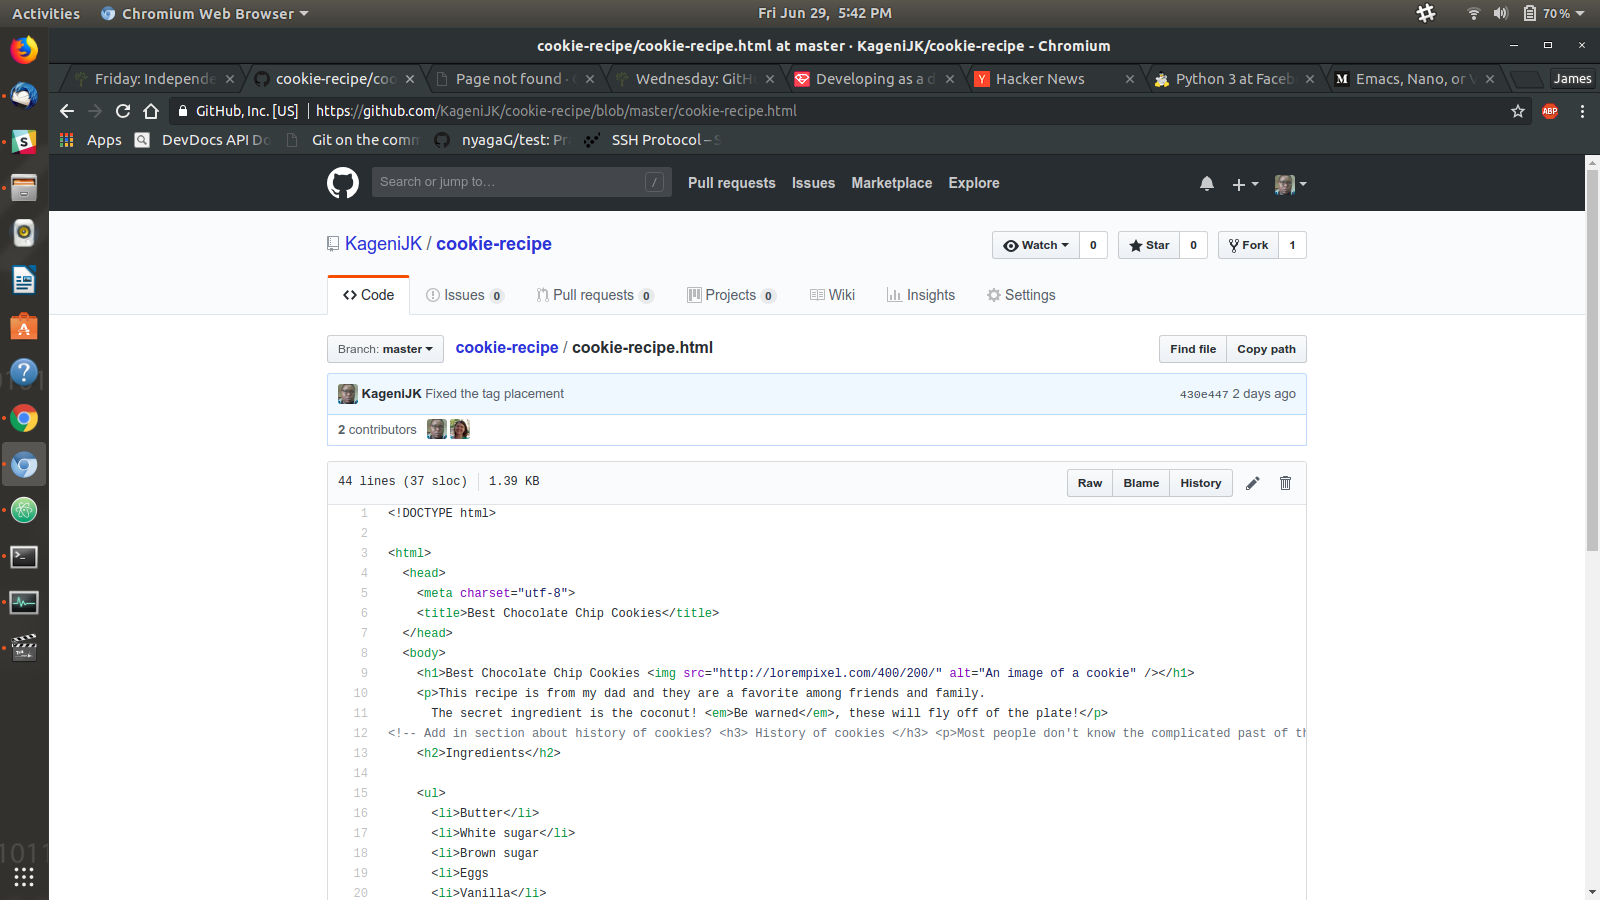 Activities Chromium Web Browser Fri Jun 29, 5:42 PM 70%
cookie-recipe/cookie-recipe.html at master · KageniJK/cookie-recipe - Chromium
Friday: Independe cookie-recipe/coo Page not found · Wednesday: GitH Developing as a d Hacker News Python 3 at Faceb Emacs, Nano, or V James
GitHub, Inc. [US] https://github.com/KageniJK/cookie-recipe/blob/master/cookie-recipe.html ABP
Apps DevDocs API Do Git on the comm nyagaG/test: Pr SSH Protocol – S
Search or jump to… / Pull requests Issues Marketplace Explore
KageniJK / cookie-recipe Watch 0 Star 0 Fork 1
Code Issues 0 Pull requests 0 Projects 0 Wiki Insights Settings
Branch: master cookie-recipe / cookie-recipe.html Find file Copy path
KageniJK Fixed the tag placement 430e447 2 days ago
2 contributors
44 lines (37 sloc) 1.39 KB Raw Blame History
1 <!DOCTYPE html>
2
3 <html>
4 <head>
5 <meta charset="utf-8">
6 <title>Best Chocolate Chip Cookies</title>
7 </head>
8 <body>
9 <h1>Best Chocolate Chip Cookies <img src="http://lorempixel.com/400/200/" alt="An image of a cookie" /></h1>
10 <p>This recipe is from my dad and they are a favorite among friends and family.
11 The secret ingredient is the coconut! <em>Be warned</em>, these will fly off of the plate!</p>
12 <!-- Add in section about history of cookies? <h3> History of cookies </h3> <p>Most people don't know the complicated past of th
13 <h2>Ingredients</h2>
14
15 <ul>
16 <li>Butter</li>
17 <li>White sugar</li>
18 <li>Brown sugar
19 <li>Eggs
20 <li>Vanilla</li>
1011